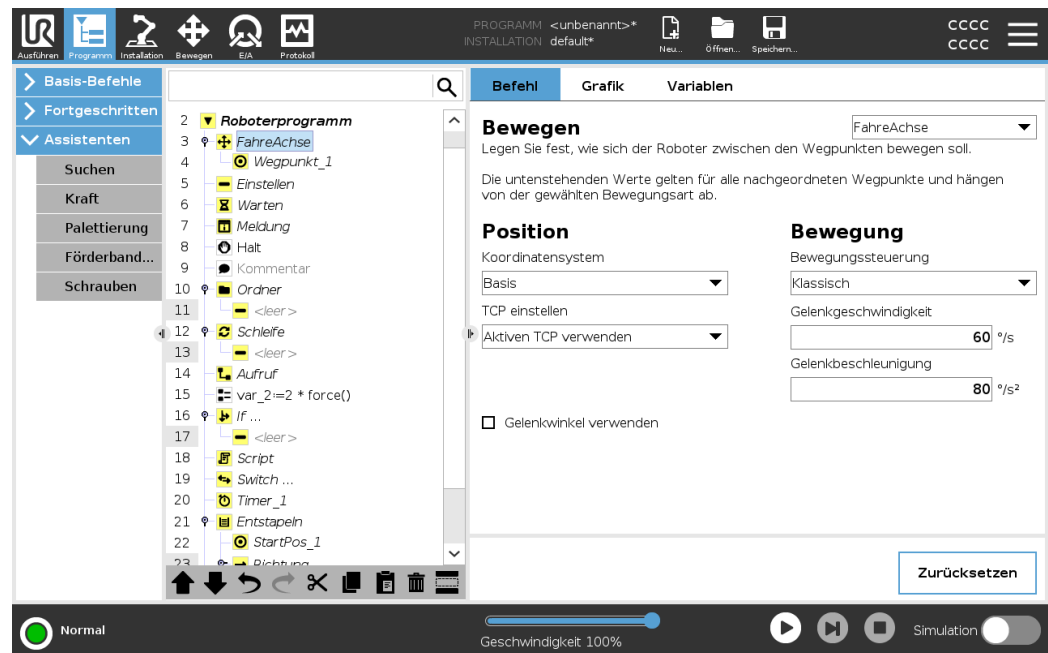 PROGRAMM <unbenannt>*
INSTALLATION default*
UR
Ausführen
Programm
Installation
Bewegen
E/A
Protokoll
Neu...
Öffnen...
Speichern...
CCCC
CCCC
Basis-Befehle
Fortgeschritten
Assistenten
Suchen
Kraft
Palettierung
Förderband...
Schrauben
2 Roboterprogramm
3 FahreAchse
4 Wegpunkt_1
5 Einstellen
6 Warten
7 Meldung
8 Halt
9 Kommentar
10 Ordner
11 <leer>
12 Schleife
13 <leer>
14 Aufruf
15 var_2:=2 * force()
16 If ...
17 <leer>
18 Script
19 Switch ...
20 Timer_1
21 Entstapeln
22 StartPos_1
23 Richtung
Befehl
Grafik
Variablen
Bewegen
FahreAchse
Legen Sie fest, wie sich der Roboter zwischen den Wegpunkten bewegen soll.
Die untenstehenden Werte gelten für alle nachgeordneten Wegpunkte und hängen
von der gewählten Bewegungsart ab.
Position
Koordinatensystem
Basis
TCP einstellen
Aktiven TCP verwenden
Gelenkwinkel verwenden
Bewegung
Bewegungssteuerung
Klassisch
Gelenkgeschwindigkeit
60 °/s
Gelenkbeschleunigung
80 °/s²
Zurücksetzen
Normal
Geschwindigkeit 100%
Simulation